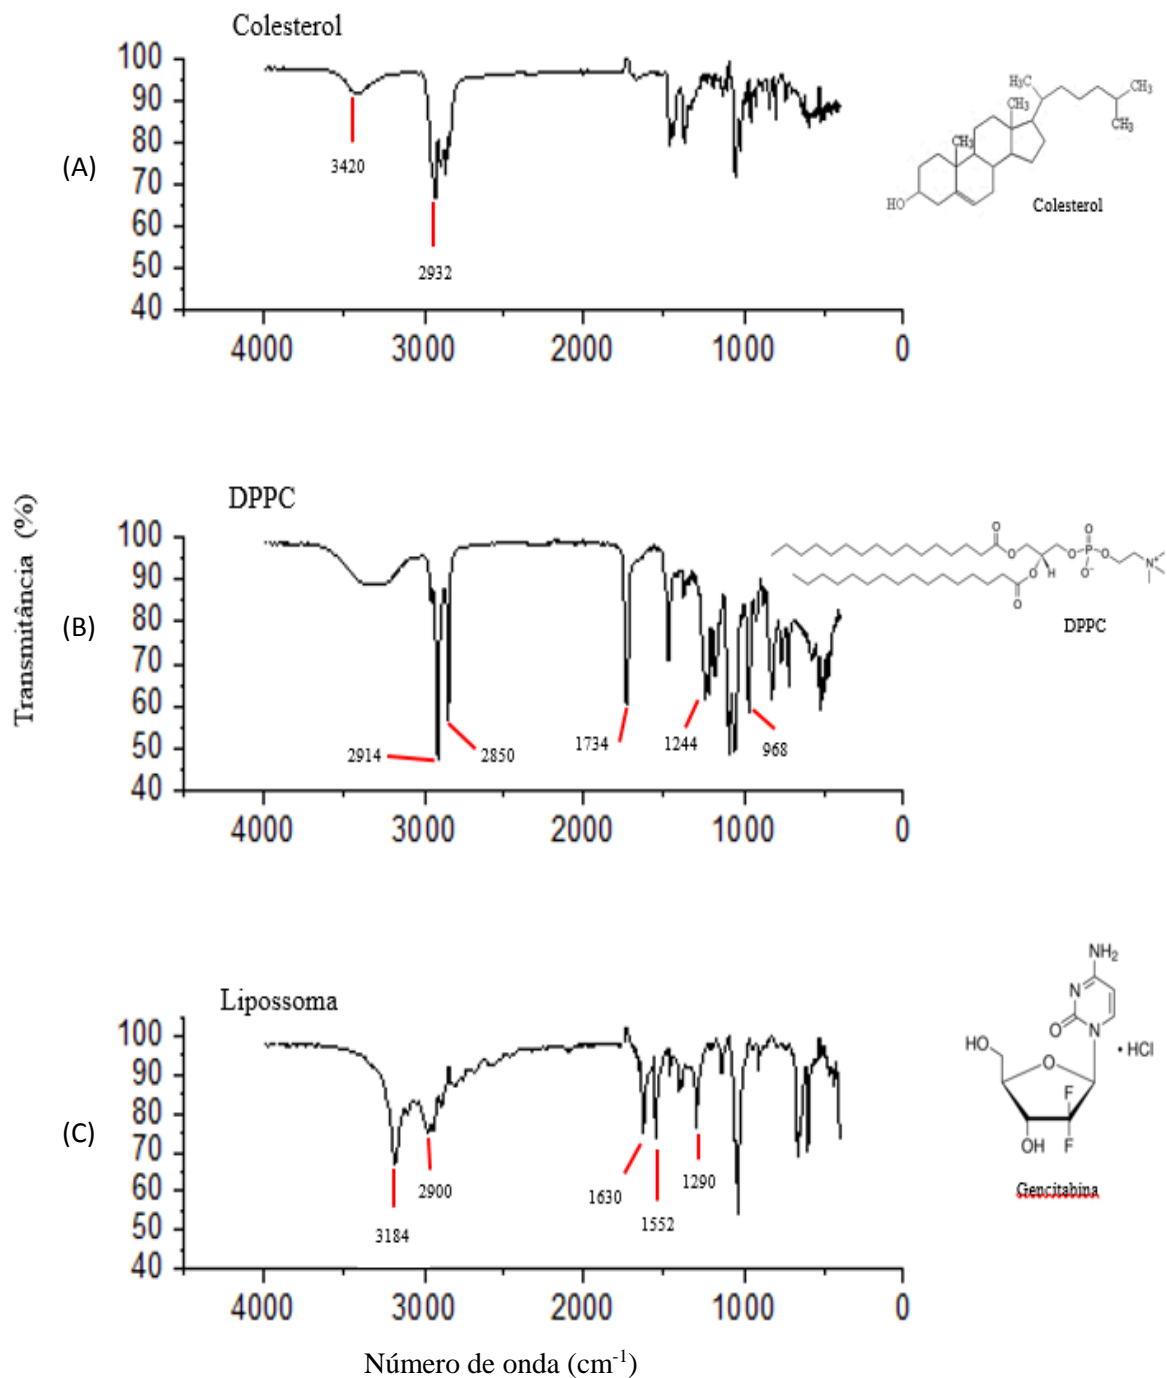 Colesterol
100
90
80
70
60
50
40
(A)
3420
2932
4000 3000 2000 1000 0
H₃C
CH₃
CH₃
CH₃
CH₃
HO
Colesterol
Transmitância (%)
DPPC
100
90
80
70
60
50
40
(B)
2914
2850
1734
1244
968
4000 3000 2000 1000 0
O
O
O
O
P
O
O⁻
N⁺
O
H
O
DPPC
Lipossoma
100
90
80
70
60
50
40
(C)
3184
2900
1630
1552
1290
4000 3000 2000 1000 0
NH₂
N
O
N
HO
O
F
F
OH
• HCl
Gencitabina
Número de onda (cm⁻¹)